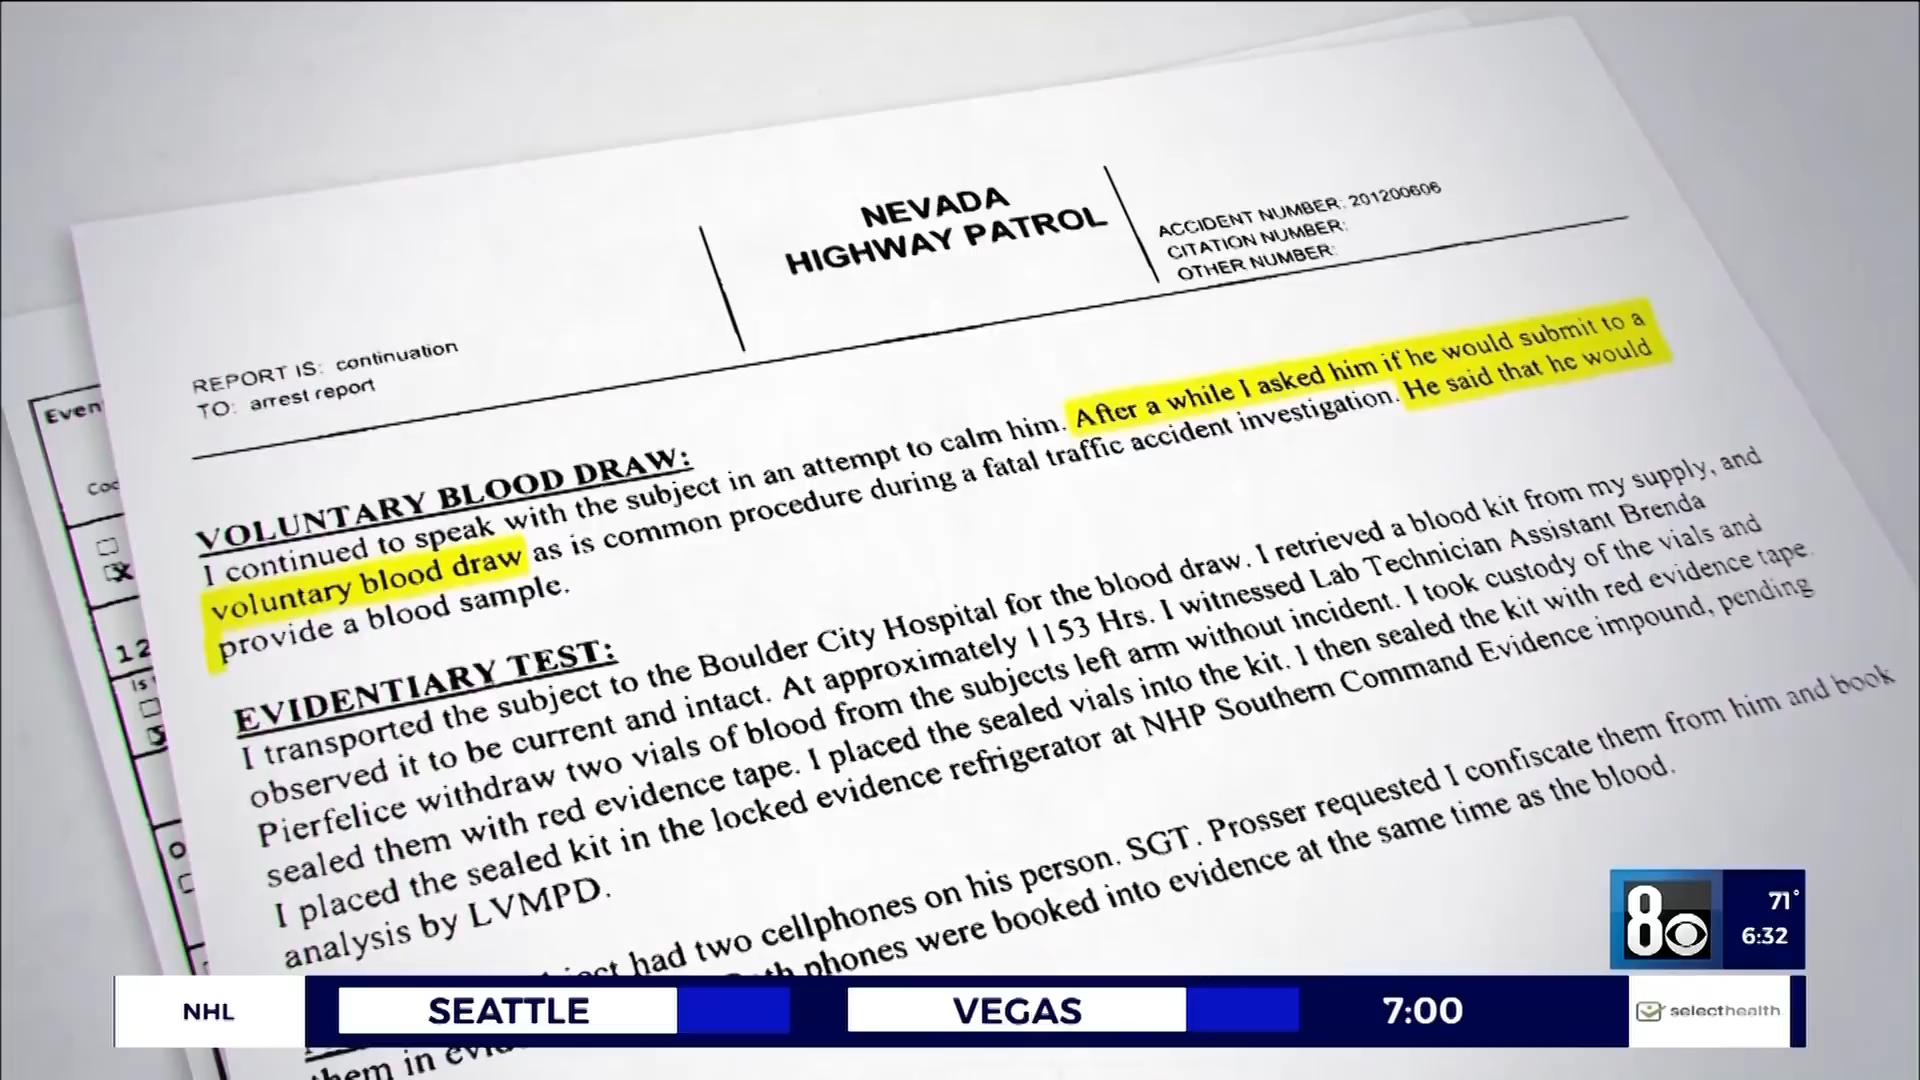 NEVADA
HIGHWAY PATROL
ACCIDENT NUMBER: 201200606
CITATION NUMBER:
OTHER NUMBER:
REPORT IS: continuation
TO: arrest report
VOLUNTARY BLOOD DRAW:
I continued to speak with the subject in an attempt to calm him. After a while I asked him if he would submit to a
voluntary blood draw as is common procedure during a fatal traffic accident investigation. He said that he would
provide a blood sample.
EVIDENTIARY TEST:
I transported the subject to the Boulder City Hospital for the blood draw. I retrieved a blood kit from my supply, and
observed it to be current and intact. At approximately 1153 Hrs. I witnessed Lab Technician Assistant Brenda
Pierfelice withdraw two vials of blood from the subjects left arm without incident. I took custody of the vials and
sealed them with red evidence tape. I placed the sealed vials into the kit. I then sealed the kit with red evidence tape.
I placed the sealed kit in the locked evidence refrigerator at NHP Southern Command Evidence impound, pending
analysis by LVMPD.
had two cellphones on his person. SGT. Prosser requested I confiscate them from him and book
phones were booked into evidence at the same time as the blood.
them in
Even
Coc
12
Is
8
71°
6:32
NHL
SEATTLE
VEGAS
7:00
selecthealth